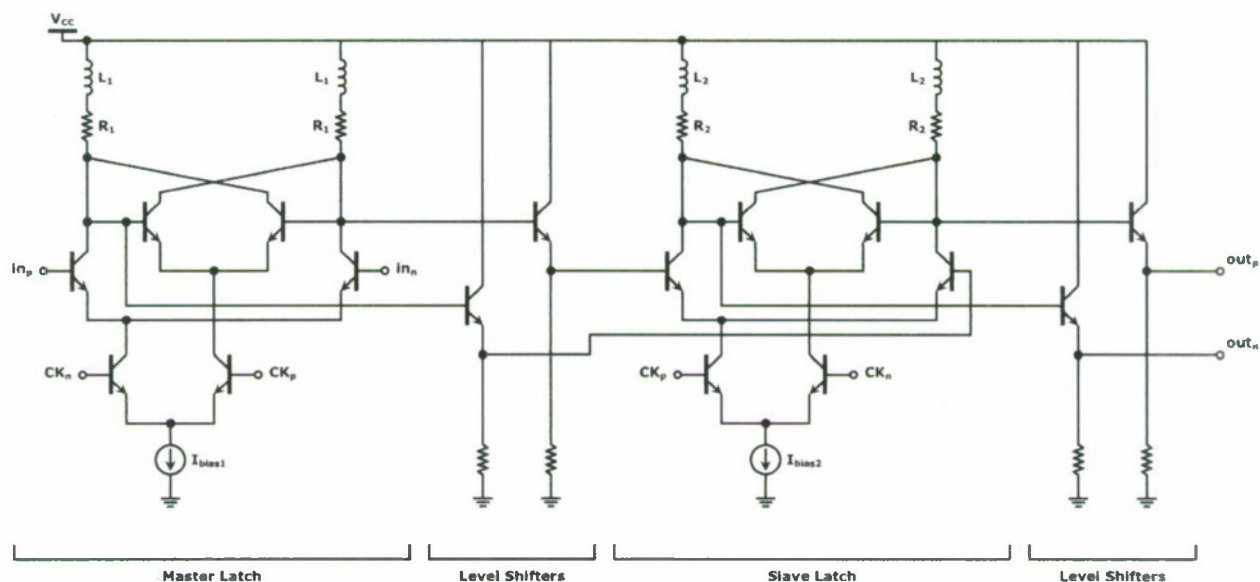 VCC
L1
L1
L2
L2
R1
R1
R2
R2
inp
inn
outp
outn
CKn
CKp
CKp
CKn
Ibias1
Ibias2
Master Latch
Level Shifters
Slave Latch
Level Shifters